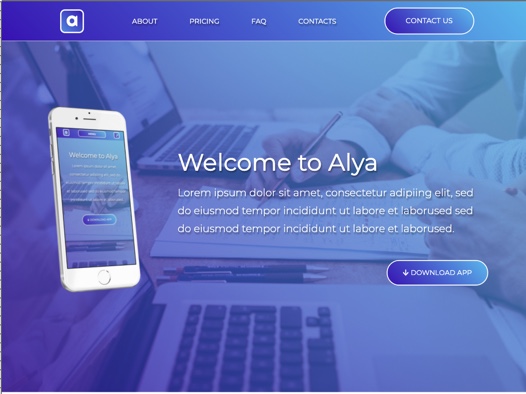 a
ABOUT
PRICING
FAQ
CONTACTS
CONTACT US
Welcome to Alya
Welcome to Alya
Lorem ipsum dolor sit amet, consectetur adipiing elit, sed
do eiusmod tempor incididunt ut labore et laborused sed
do eiusmod tempor incididunt ut labore et laborused.
DOWNLOAD APP